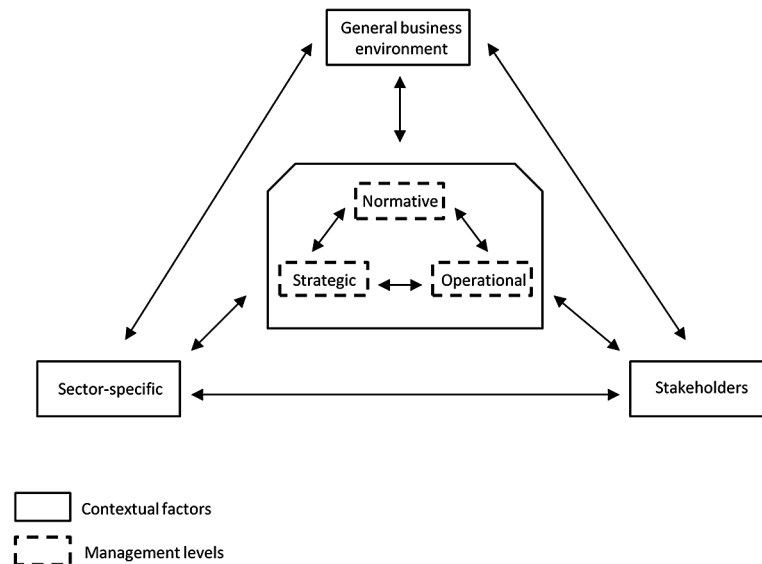 General business
environment
Normative
Strategic
Operational
Sector-specific
Stakeholders
Contextual factors
Management levels